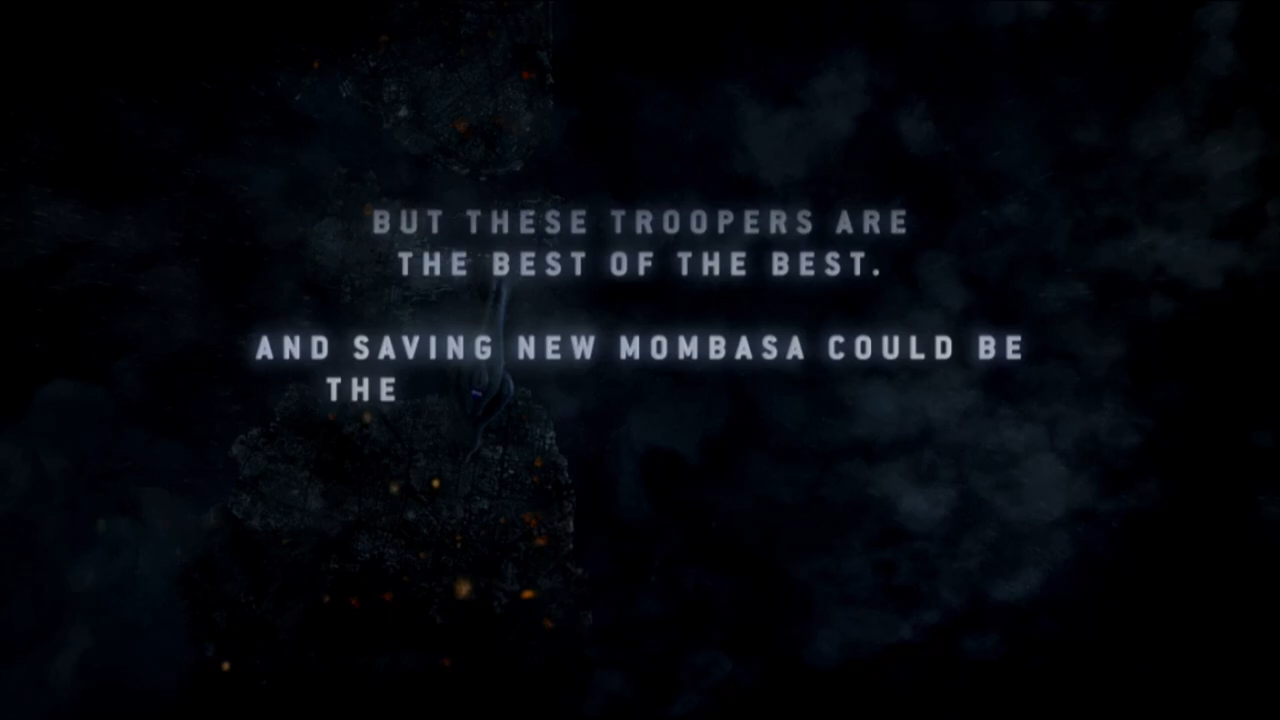 BUT THESE TROOPERS ARE
THE BEST OF THE BEST.
AND SAVING NEW MOMBASA COULD BE
THE